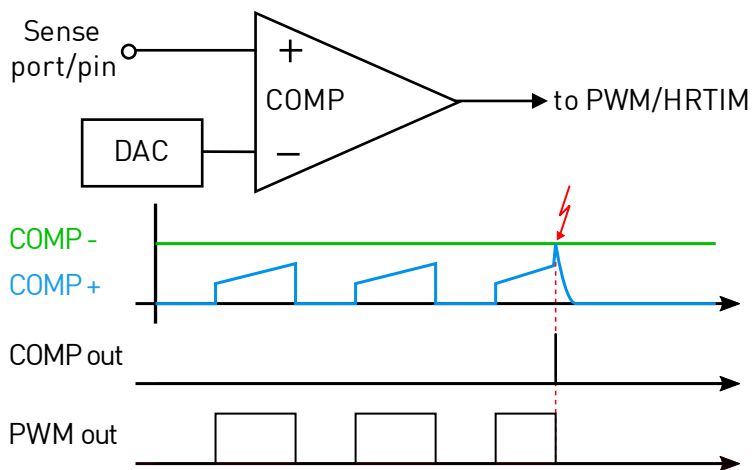 Sense
port/pin
+
COMP
to PWM/HRTIM
DAC
−
COMP -
COMP +
COMP out
PWM out